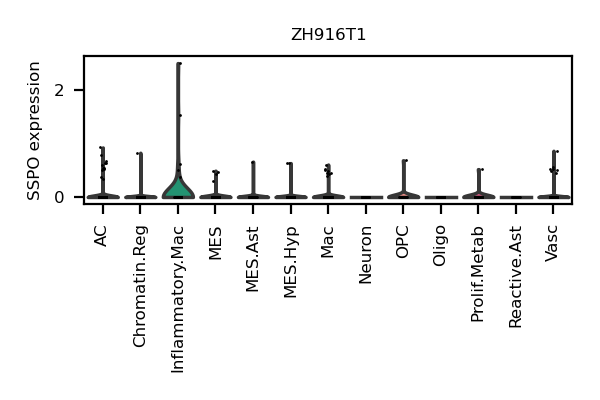 ZH916T1
SSPO expression
2
0
AC
Chromatin.Reg
Inflammatory.Mac
MES
MES.Ast
MES.Hyp
Mac
Neuron
OPC
Oligo
Prolif.Metab
Reactive.Ast
Vasc